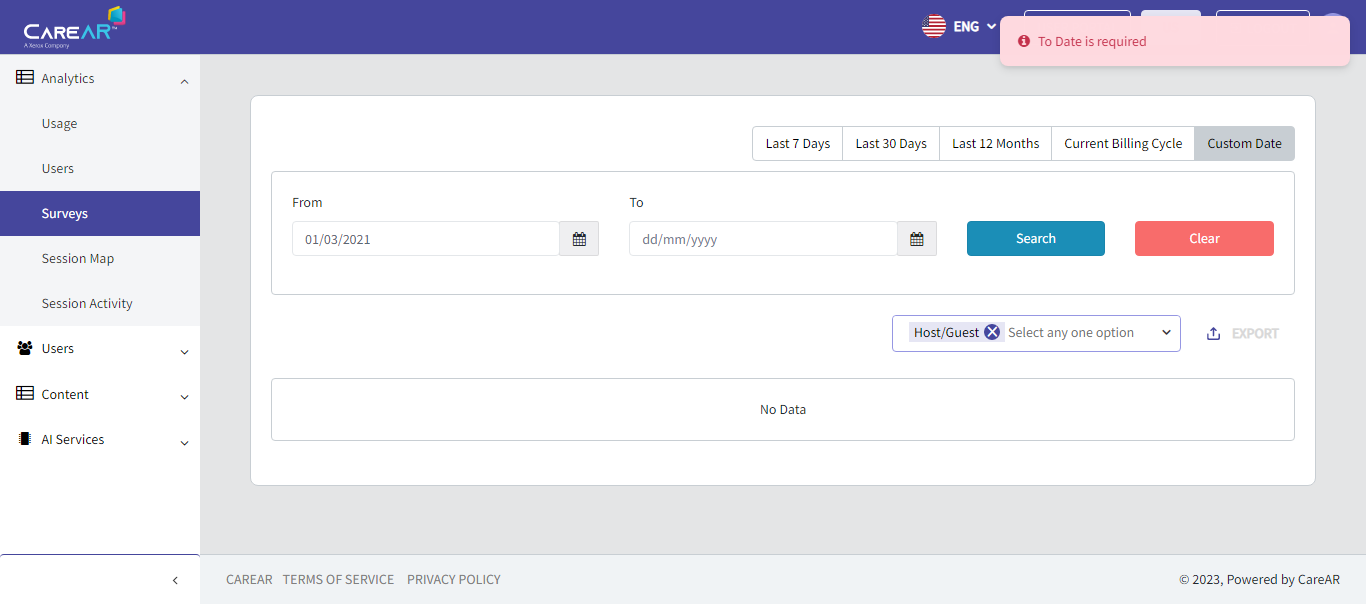 CAREAR™
A Xerox Company
ENG
To Date is required
Analytics
Usage
Users
Surveys
Session Map
Session Activity
Users
Content
AI Services
Last 7 Days
Last 30 Days
Last 12 Months
Current Billing Cycle
Custom Date
From
To
01/03/2021
dd/mm/yyyy
Search
Clear
Host/Guest
Select any one option
EXPORT
No Data
CAREAR
TERMS OF SERVICE
PRIVACY POLICY
© 2023, Powered by CareAR